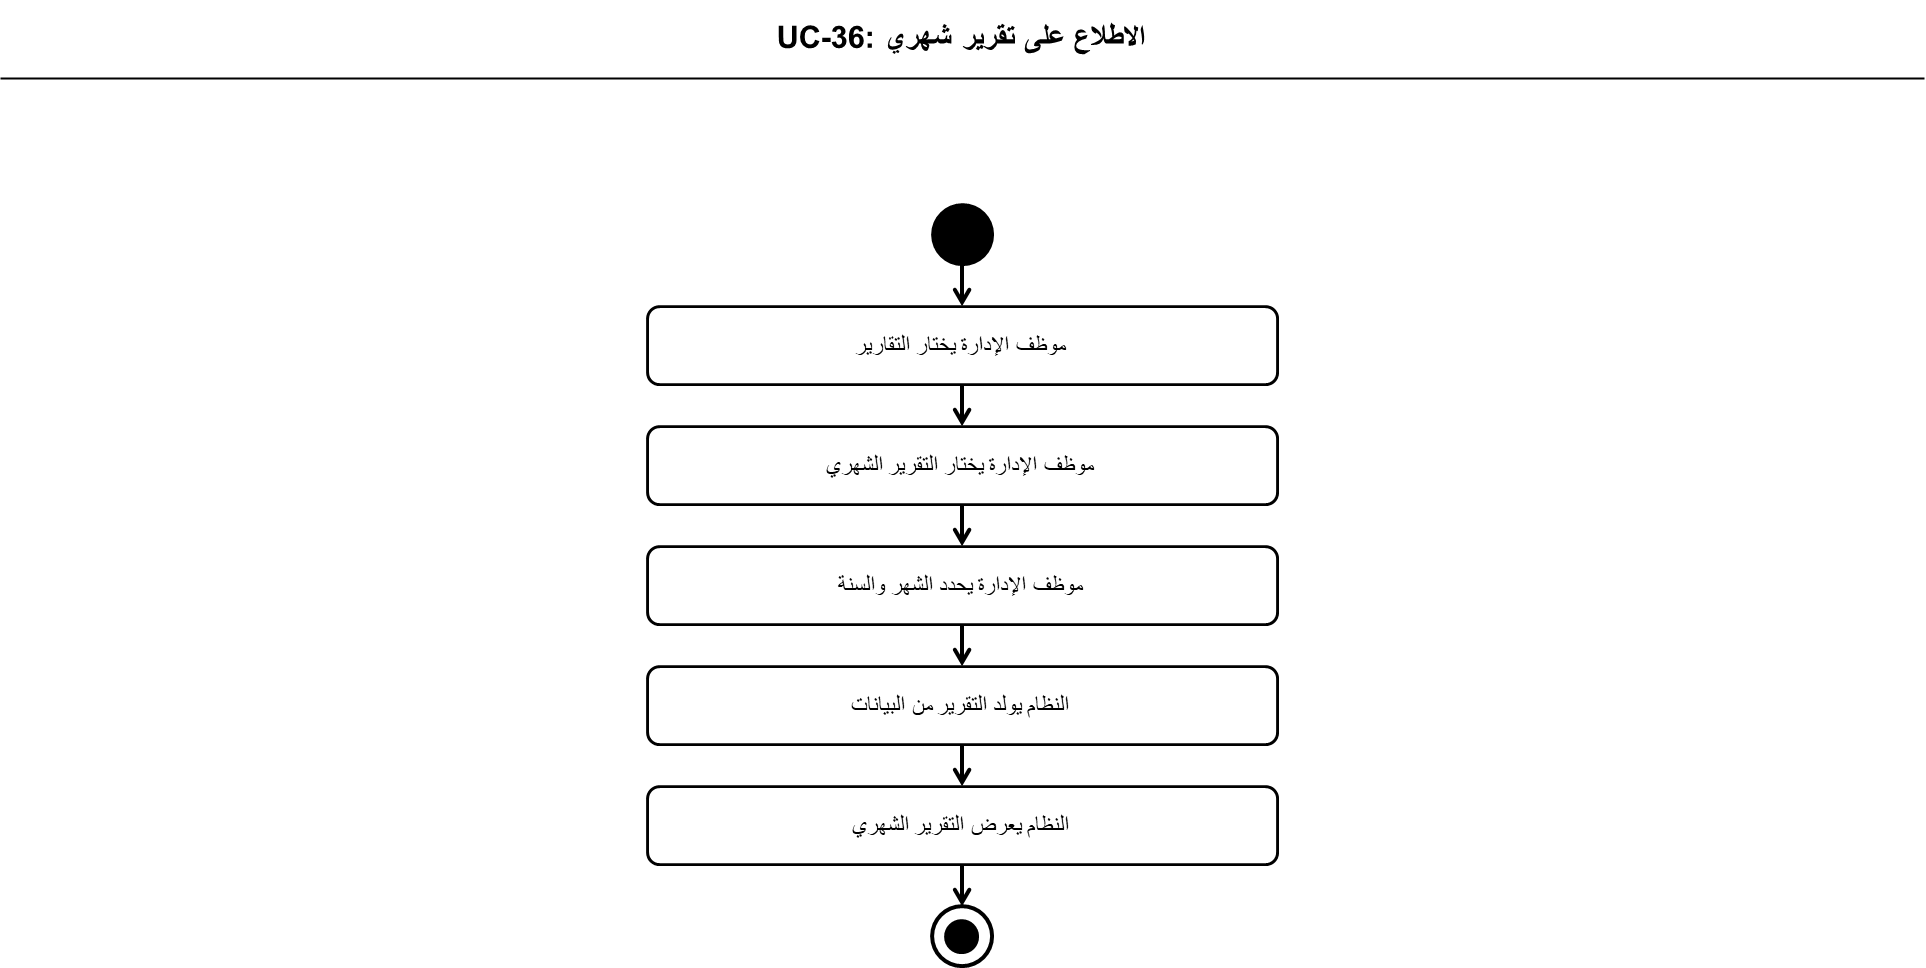 UC-36: الاطلاع على تقرير شهري
موظف الإدارة يختار التقارير
موظف الإدارة يختار التقرير الشهري
موظف الإدارة يحدد الشهر والسنة
النظام يولد التقرير من البيانات
النظام يعرض التقرير الشهري